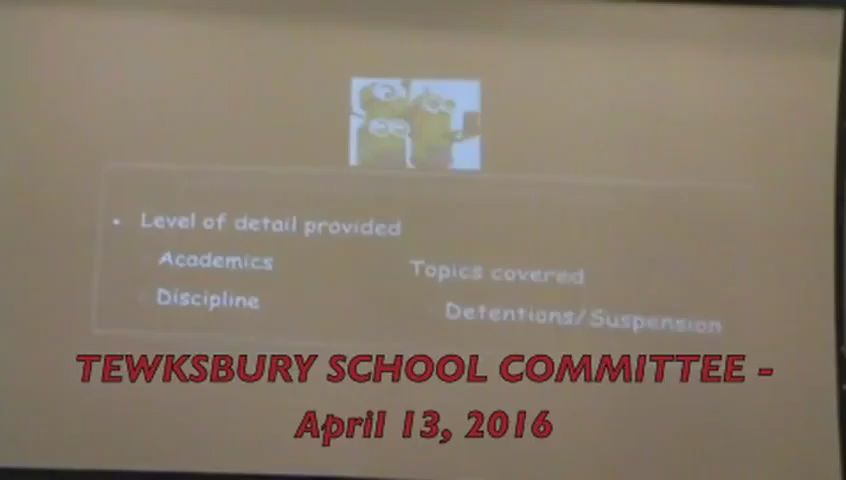 • Level of detail provided
Academics
Topics covered
Discipline
Detentions/Suspension
TEWKSBURY SCHOOL COMMITTEE -
April 13, 2016